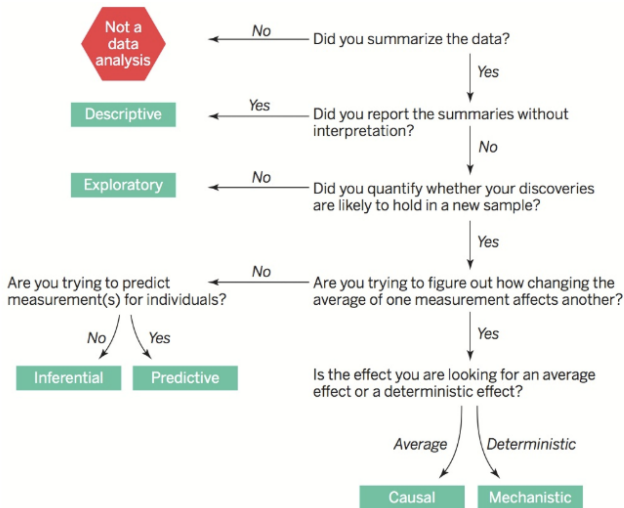 Not a
data
analysis
No
Did you summarize the data?
Yes
Descriptive
Yes
Did you report the summaries without
interpretation?
No
Exploratory
No
Did you quantify whether your discoveries
are likely to hold in a new sample?
Yes
Are you trying to predict
measurement(s) for individuals?
No
Are you trying to figure out how changing the
average of one measurement affects another?
No
Yes
Yes
Inferential
Predictive
Is the effect you are looking for an average
effect or a deterministic effect?
Average
Deterministic
Causal
Mechanistic